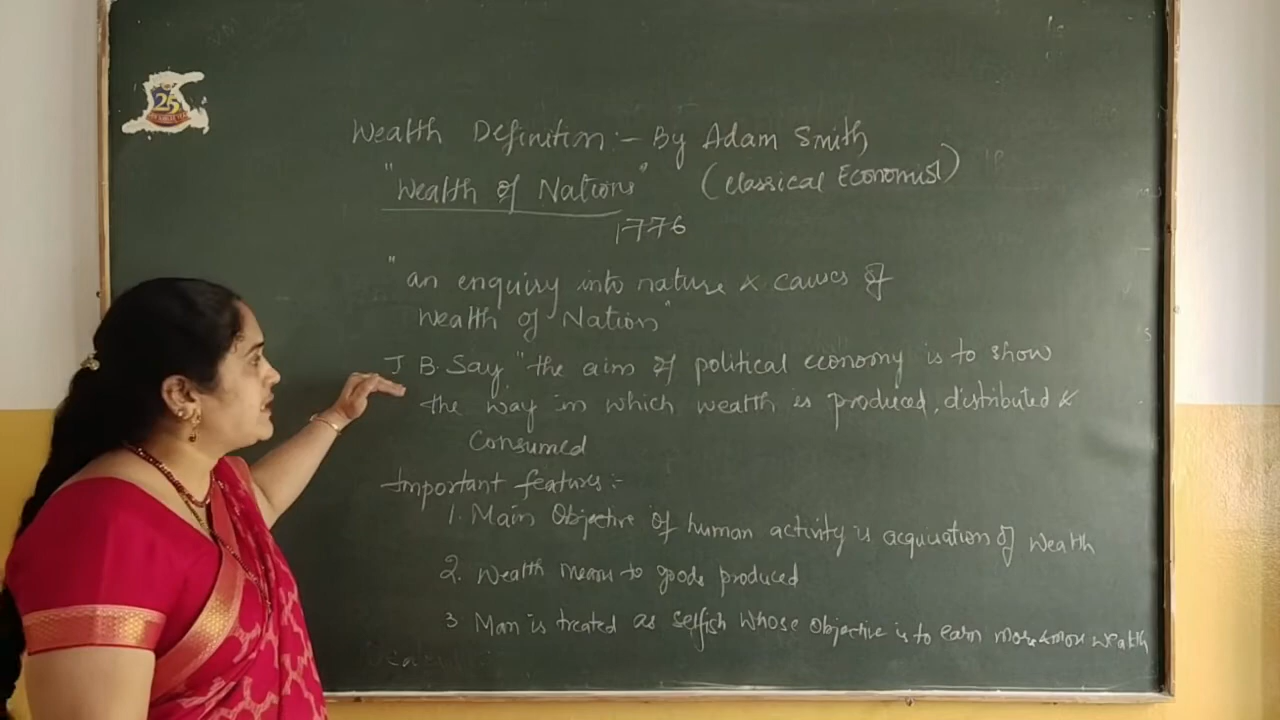 25
Wealth Definition :- By Adam Smith
"Wealth of Nations" (Classical Economist)
1776
"an enquiry into nature & causes of
Wealth of Nation"
J B. Say "the aim of political economy is to show
the way in which wealth is produced, distributed &
Consumed
Important features :-
1. Main Objective of human activity is acquisation of Wealth
2. Wealth means to goods produced
3 Man is treated as selfish whose objective is to earn more & more wealth